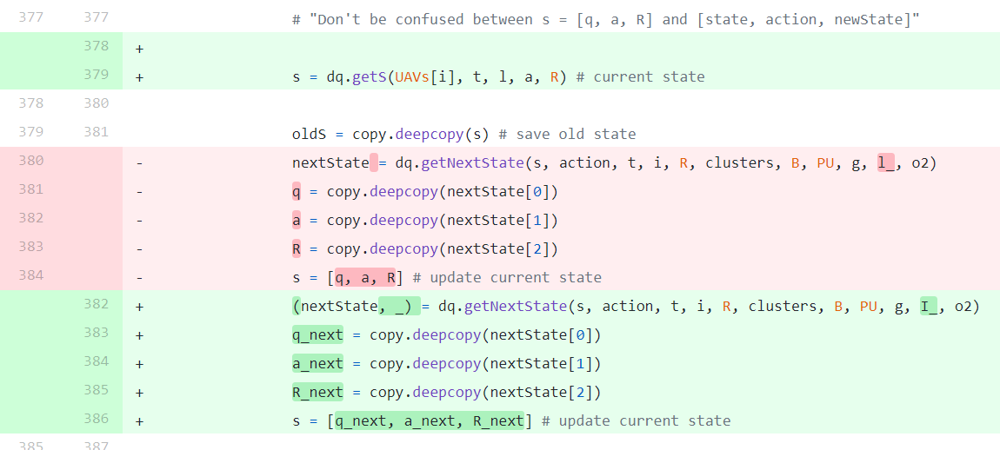 377 377 # "Don't be confused between s = [q, a, R] and [state, action, newState]"
378 +
379 + s = dq.getS(UAVs[i], t, l, a, R) # current state
378 380
379 381 oldS = copy.deepcopy(s) # save old state
380 - nextState = dq.getNextState(s, action, t, i, R, clusters, B, PU, g, l_, o2)
381 - q = copy.deepcopy(nextState[0])
382 - a = copy.deepcopy(nextState[1])
383 - R = copy.deepcopy(nextState[2])
384 - s = [q, a, R] # update current state
382 + (nextState, _) = dq.getNextState(s, action, t, i, R, clusters, B, PU, g, I_, o2)
383 + q_next = copy.deepcopy(nextState[0])
384 + a_next = copy.deepcopy(nextState[1])
385 + R_next = copy.deepcopy(nextState[2])
386 + s = [q_next, a_next, R_next] # update current state
385 387